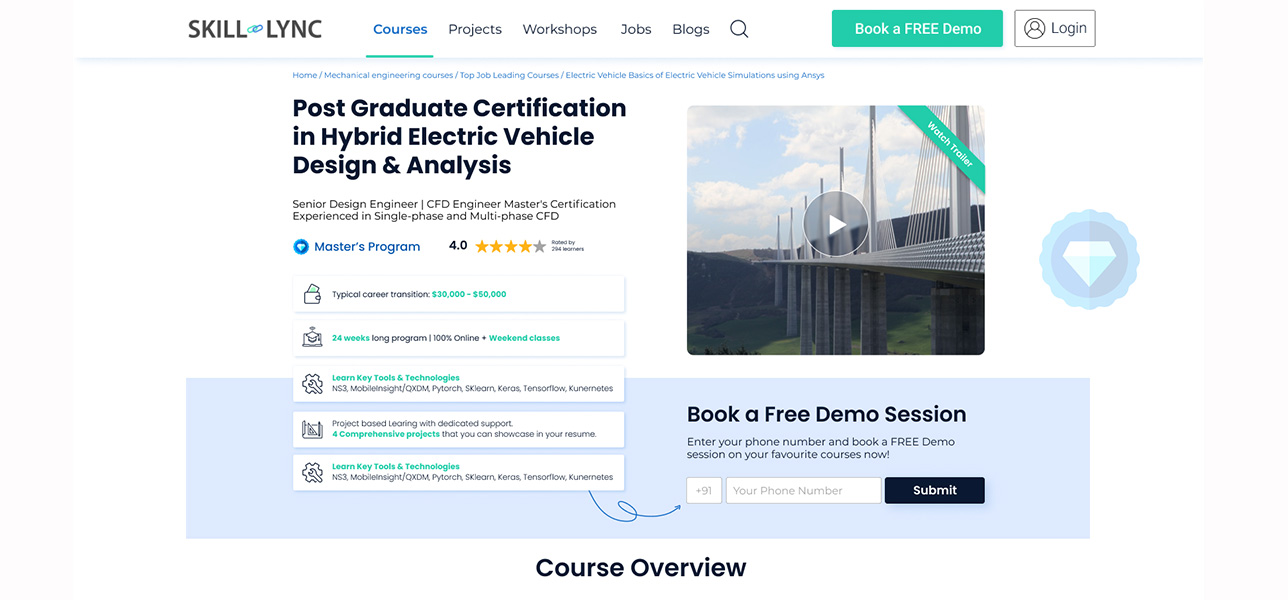 SKILL LYNC
Courses
Projects
Workshops
Jobs
Blogs
Book a FREE Demo
Login
Home / Mechanical engineering courses / Top Job Leading Courses / Electric Vehicle Basics of Electric Vehicle Simulations using Ansys
Post Graduate Certification
in Hybrid Electric Vehicle
Design & Analysis
Senior Design Engineer | CFD Engineer Master's Certification
Experienced in Single-phase and Multi-phase CFD
Master's Program
4.0
Rated by
294 learners
Typical career transition: $30,000 - $50,000
24 weeks long program | 100% Online + Weekend classes
Learn Key Tools & Technologies
NS3, MobileInsight/QXDM, Pytorch, SKlearn, Keras, Tensorflow, Kunernetes
Project based Learing with dedicated support.
4 Comprehensive projects that you can showcase in your resume.
Learn Key Tools & Technologies
NS3, MobileInsight/QXDM, Pytorch, SKlearn, Keras, Tensorflow, Kunernetes
Watch Trailer
Book a Free Demo Session
Enter your phone number and book a FREE Demo
session on your favourite courses now!
+91
Your Phone Number
Submit
Course Overview